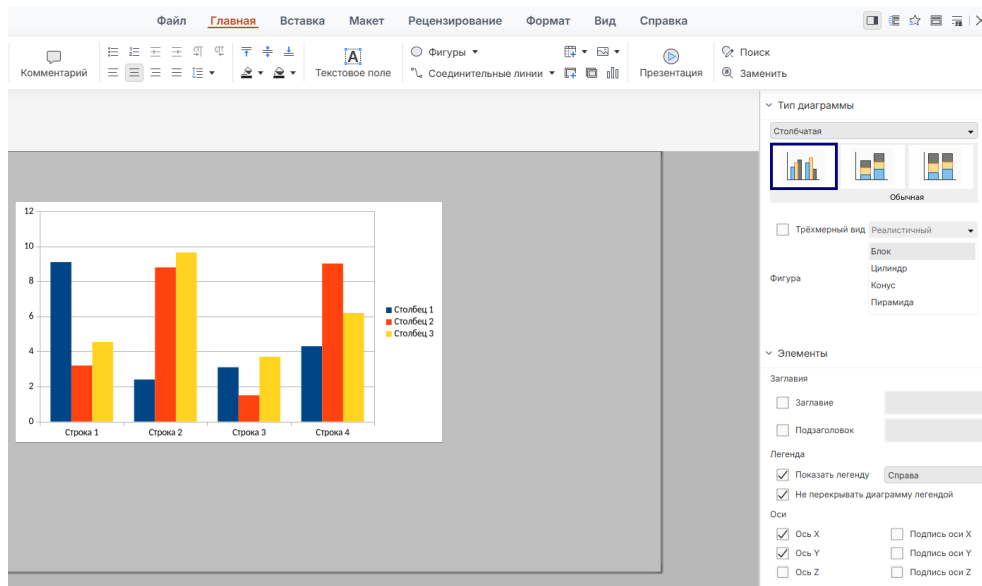 Файл Главная Вставка Макет Рецензирование Формат Вид Справка
Комментарий Текстовое поле Фигуры Соединительные линии Презентация Поиск Заменить
Тип диаграммы
Столбчатая
Обычная
Трёхмерный вид Реалистичный
Фигура
Блок
Цилиндр
Конус
Пирамида
12
10
8
6
4
2
0
Строка 1 Строка 2 Строка 3 Строка 4
Столбец 1
Столбец 2
Столбец 3
Элементы
Заглавия
Заглавие
Подзаголовок
Легенда
Показать легенду Справа
Не перекрывать диаграмму легендой
Оси
Ось X Подпись оси X
Ось Y Подпись оси Y
Ось Z Подпись оси Z